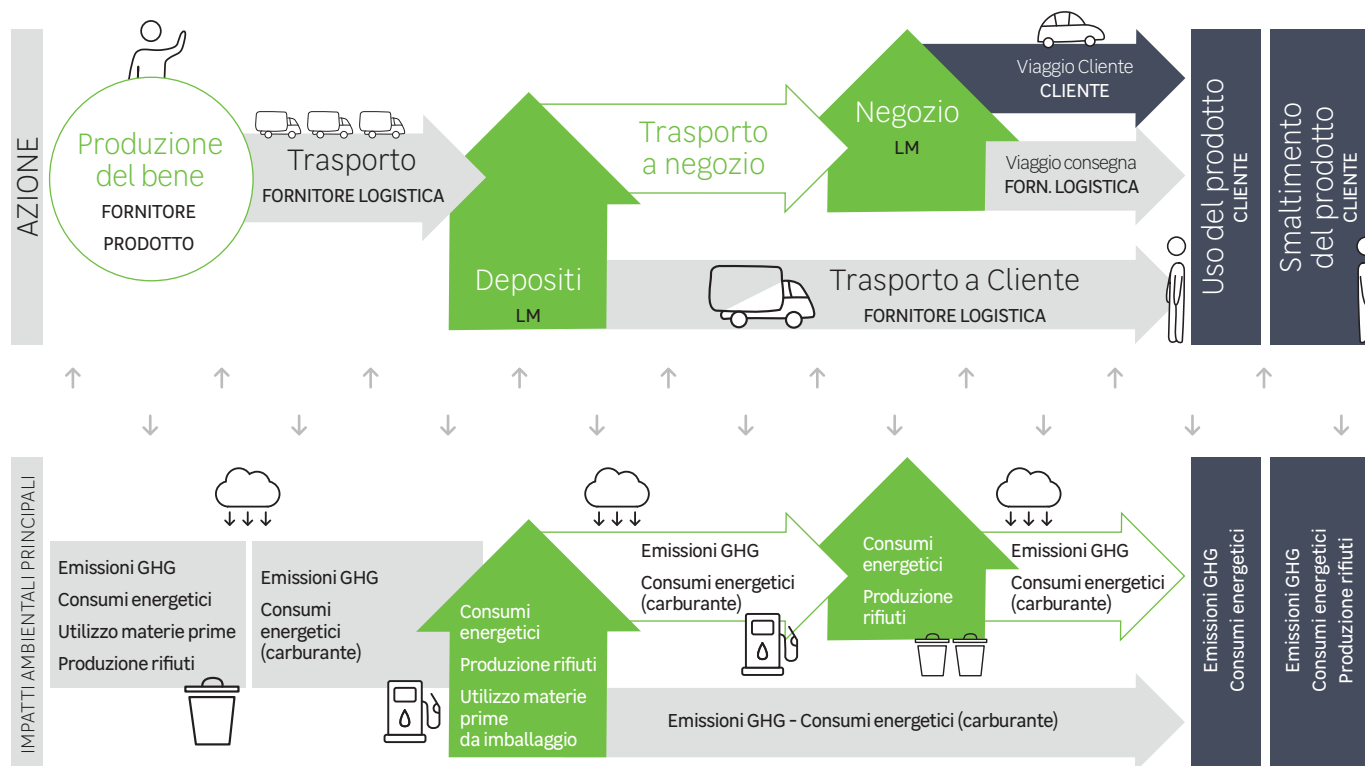 AZIONE
Produzione
del bene
FORNITORE
PRODOTTO
Trasporto
FORNITORE LOGISTICA
Depositi
LM
Trasporto
a negozio
Negozio
LM
Viaggio Cliente
CLIENTE
Viaggio consegna
FORN. LOGISTICA
Trasporto a Cliente
FORNITORE LOGISTICA
Uso del prodotto
CLIENTE
Smaltimento
del prodotto
CLIENTE
IMPATTI AMBIENTALI PRINCIPALI
Emissioni GHG
Consumi energetici
Utilizzo materie prime
Produzione rifiuti
Emissioni GHG
Consumi
energetici
(carburante)
Consumi
energetici
Produzione rifiuti
Utilizzo materie
prime
da imballaggio
Emissioni GHG
Consumi energetici
(carburante)
Consumi
energetici
Produzione
rifiuti
Emissioni GHG
Consumi energetici
(carburante)
Emissioni GHG - Consumi energetici (carburante)
Emissioni GHG
Consumi energetici
Emissioni GHG
Consumi energetici
Produzione rifiuti